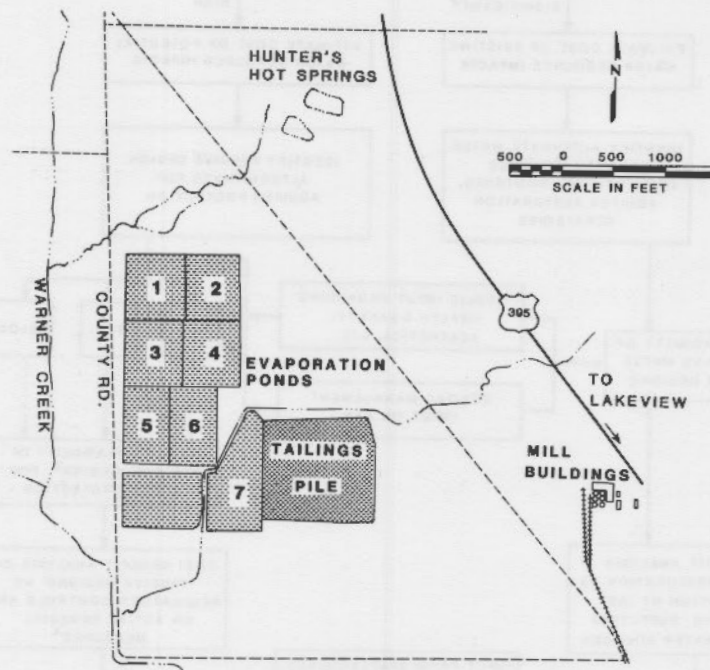 HUNTER'S
HOT SPRINGS
N
500 0 500 1000
SCALE IN FEET
WARNER CREEK
COUNTY RD.
1 2
3 4
5 6
7
EVAPORATION
PONDS
395
TO
LAKEVIEW
TAILINGS
PILE
MILL
BUILDINGS